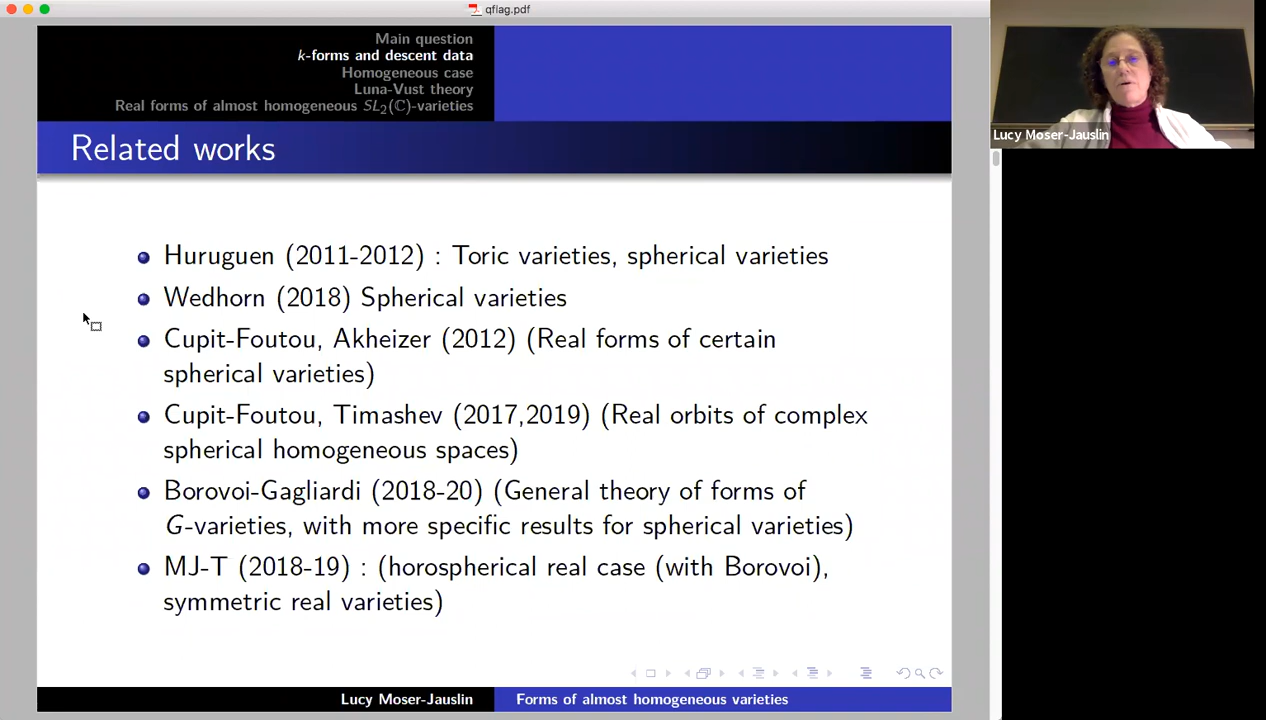 qflag.pdf
Main question
k-forms and descent data
Homogeneous case
Luna-Vust theory
Real forms of almost homogeneous SL₂(ℂ)-varieties
Related works
Huruguen (2011-2012) : Toric varieties, spherical varieties
Wedhorn (2018) Spherical varieties
Cupit-Foutou, Akheizer (2012) (Real forms of certain
spherical varieties)
Cupit-Foutou, Timashev (2017,2019) (Real orbits of complex
spherical homogeneous spaces)
Borovoi-Gagliardi (2018-20) (General theory of forms of
G-varieties, with more specific results for spherical varieties)
MJ-T (2018-19) : (horospherical real case (with Borovoi),
symmetric real varieties)
Lucy Moser-Jauslin
Forms of almost homogeneous varieties
Lucy Moser-Jauslin